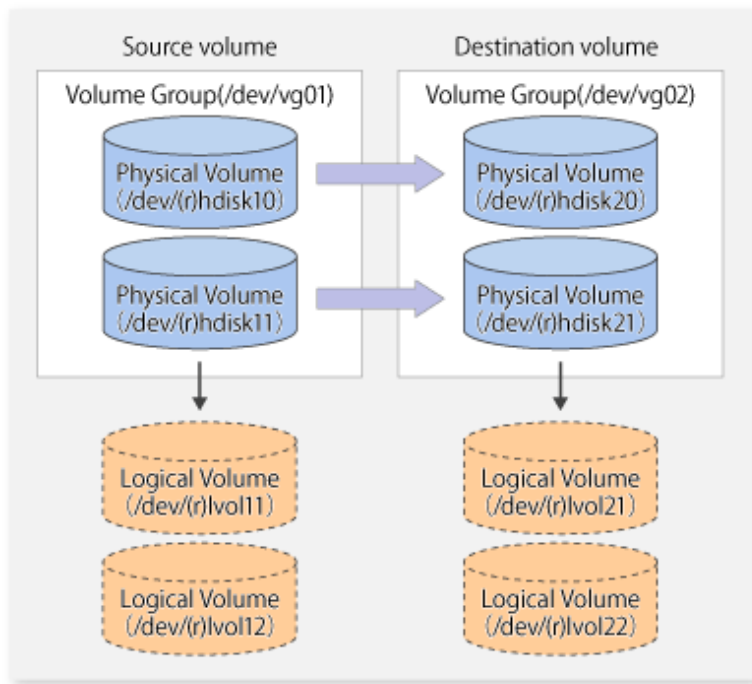 Source volume
Destination volume
Volume Group(/dev/vg01)
Volume Group(/dev/vg02)
Physical Volume
(/dev/(r)hdisk10)
Physical Volume
(/dev/(r)hdisk20)
Physical Volume
(/dev/(r)hdisk11)
Physical Volume
(/dev/(r)hdisk21)
Logical Volume
(/dev/(r)lvol11)
Logical Volume
(/dev/(r)lvol21)
Logical Volume
(/dev/(r)lvol12)
Logical Volume
(/dev/(r)lvol22)